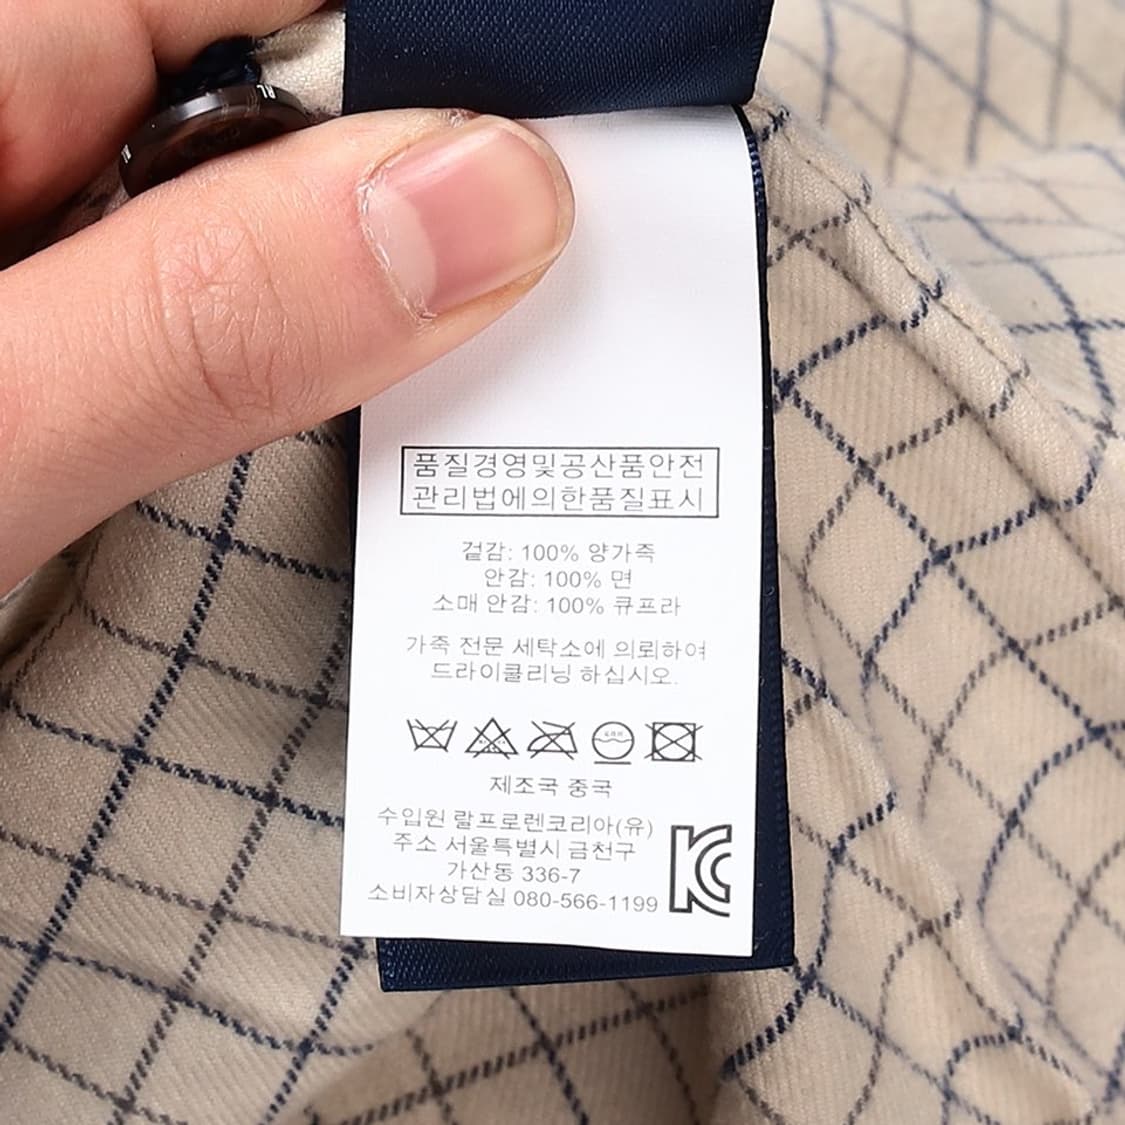 RL
RL
품질경영및공산품안전
관리법에의한품질표시
겉감: 100% 양가죽
안감: 100% 면
소매 안감: 100% 큐프라
가죽 전문 세탁소에 의뢰하여
드라이클리닝 하십시오.
제조국 중국
수입원 랄프로렌코리아(유)
주소 서울특별시 금천구
가산동 336-7
소비자상담실 080-566-1199